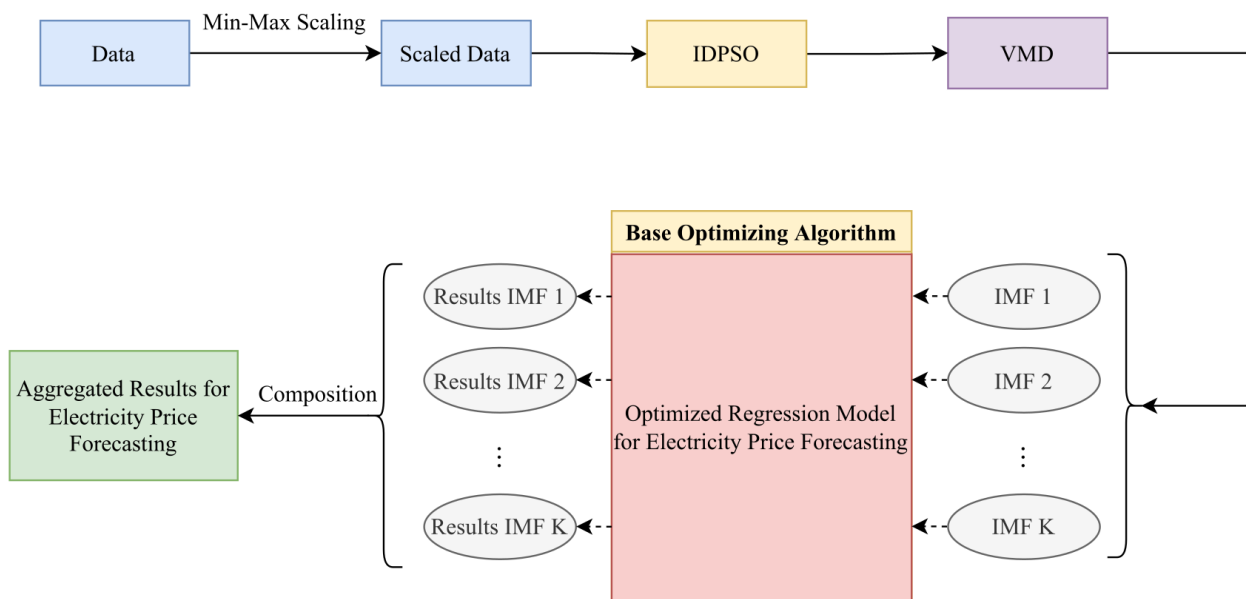 Min-Max Scaling
Data
Scaled Data
IDPSO
VMD
Base Optimizing Algorithm
Results IMF 1
IMF 1
Results IMF 2
IMF 2
Aggregated Results for
Electricity Price
Forecasting
Composition
Optimized Regression Model
for Electricity Price Forecasting
⋮
⋮
Results IMF K
IMF K